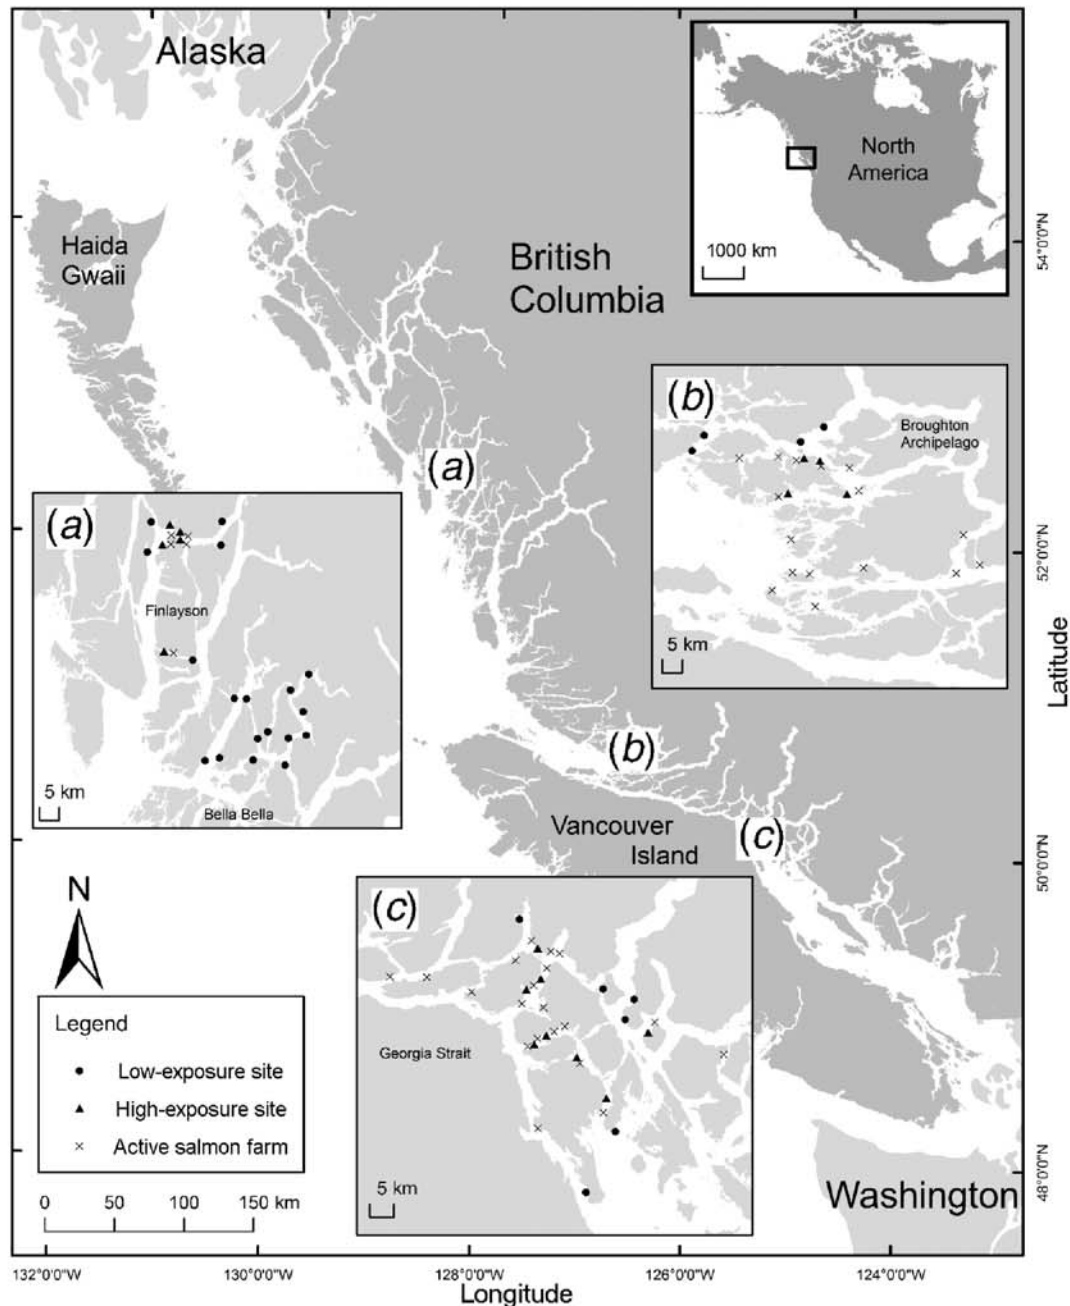 Alaska
Haida
Gwaii
British
Columbia
North
America
1000 km
(b)
Broughton
Archipelago
5 km
(a)
(a)
Finlayson
5 km
Bella Bella
(b)
Vancouver
Island
(c)
(c)
Georgia Strait
5 km
N
Legend
Low-exposure site
High-exposure site
Active salmon farm
0 50 100 150 km
Washington
54°0'0"N
52°0'0"N
50°0'0"N
48°0'0"N
Latitude
132°0'0"W 130°0'0"W 128°0'0"W 126°0'0"W 124°0'0"W
Longitude